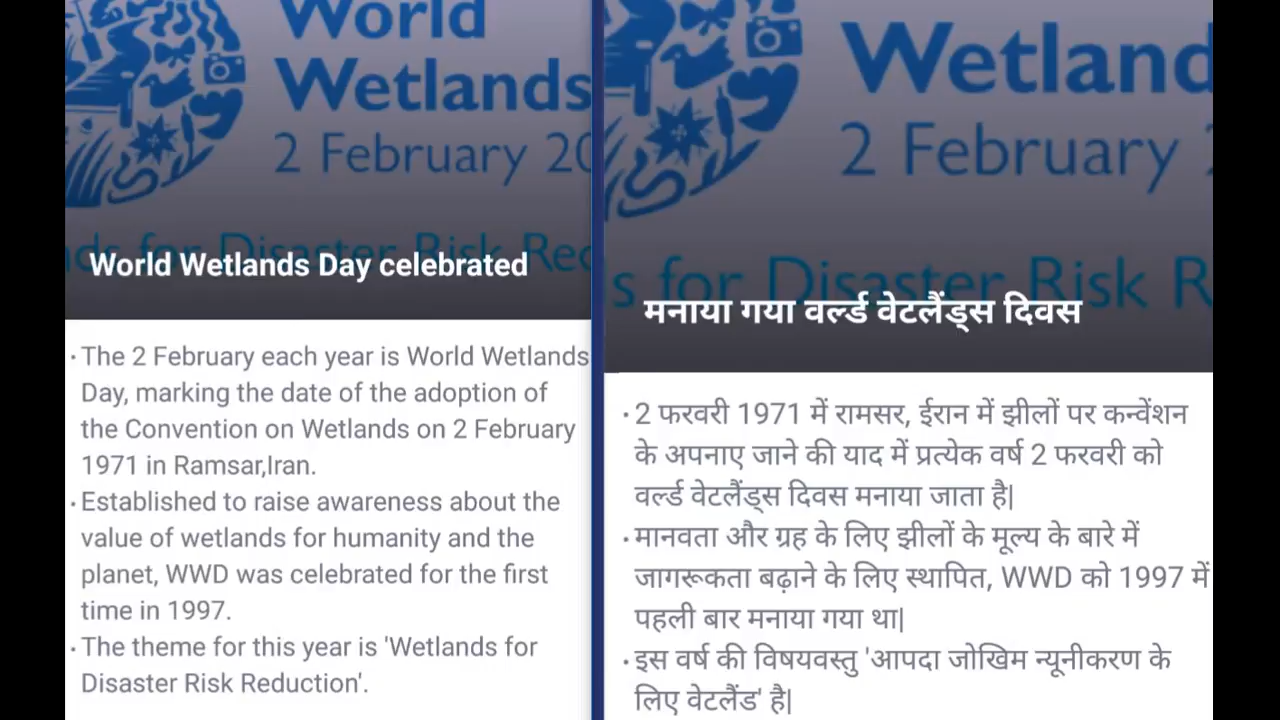 World
Wetlands
2 February 20
nds for Disaster Risk Red
World Wetlands Day celebrated
· The 2 February each year is World Wetlands
Day, marking the date of the adoption of
the Convention on Wetlands on 2 February
1971 in Ramsar,Iran.
· Established to raise awareness about the
value of wetlands for humanity and the
planet, WWD was celebrated for the first
time in 1997.
· The theme for this year is 'Wetlands for
Disaster Risk Reduction'.
Wetland
2 February 2
s for Disaster Risk R
मनाया गया वर्ल्ड वेटलैंड्स दिवस
· 2 फरवरी 1971 में रामसर, ईरान में झीलों पर कन्वेंशन
के अपनाए जाने की याद में प्रत्येक वर्ष 2 फरवरी को
वर्ल्ड वेटलैंड्स दिवस मनाया जाता है|
· मानवता और ग्रह के लिए झीलों के मूल्य के बारे में
जागरूकता बढ़ाने के लिए स्थापित, WWD को 1997 में
पहली बार मनाया गया था|
· इस वर्ष की विषयवस्तु 'आपदा जोखिम न्यूनीकरण के
लिए वेटलैंड' है|